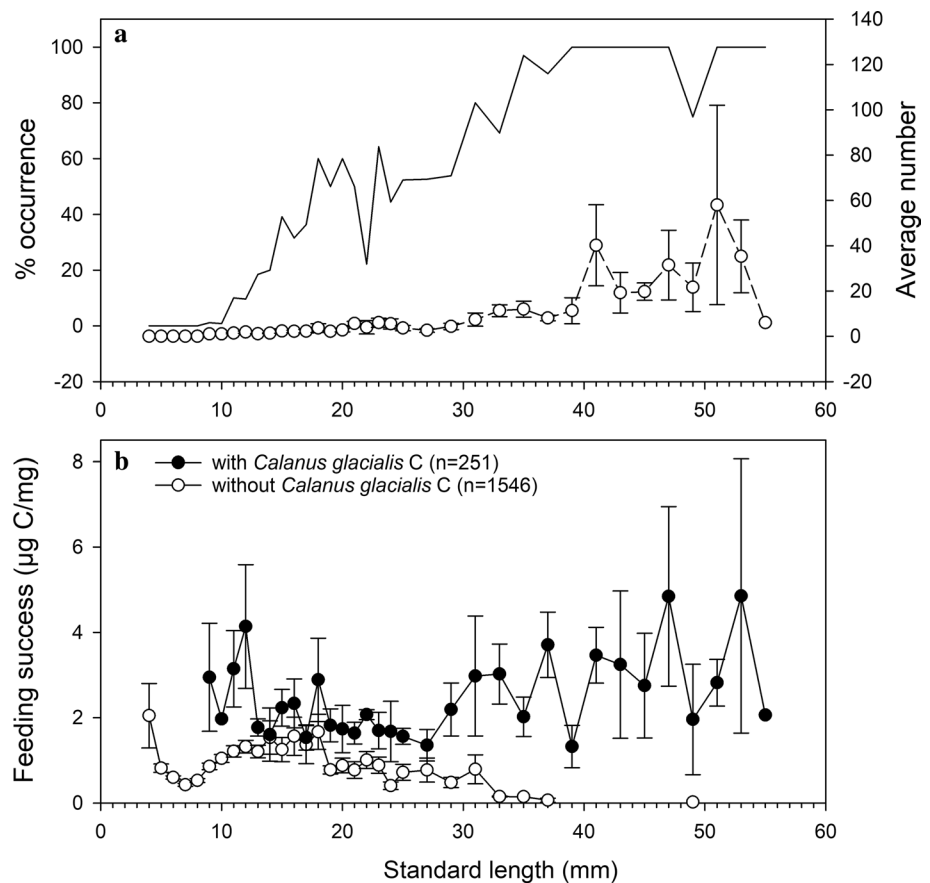 a
% occurrence
100
80
60
40
20
0
-20
Average number
140
120
100
80
60
40
20
0
-20
0 10 20 30 40 50 60
b
with Calanus glacialis C (n=251)
without Calanus glacialis C (n=1546)
Feeding success (µg C/mg)
8
6
4
2
0
0 10 20 30 40 50 60
Standard length (mm)